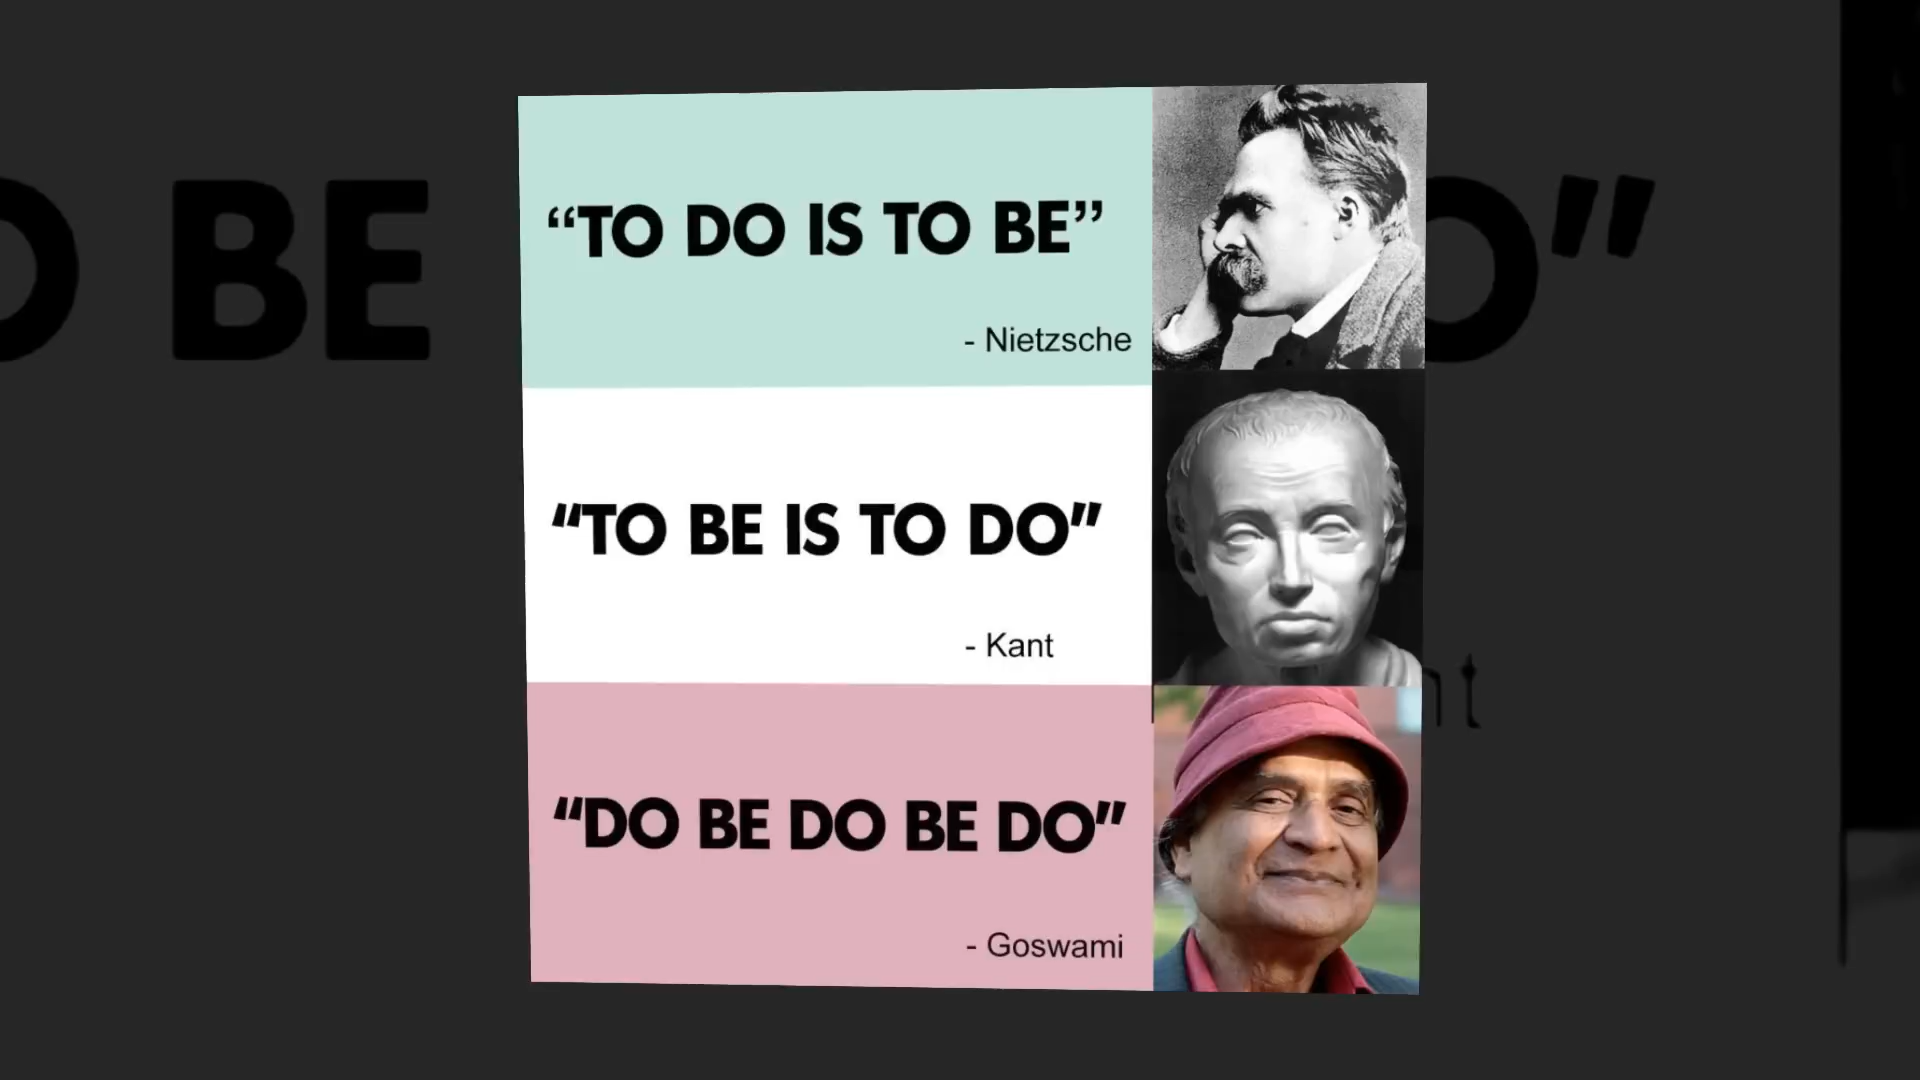 “TO DO IS TO BE”
- Nietzsche
“TO BE IS TO DO”
- Kant
“DO BE DO BE DO”
- Goswami